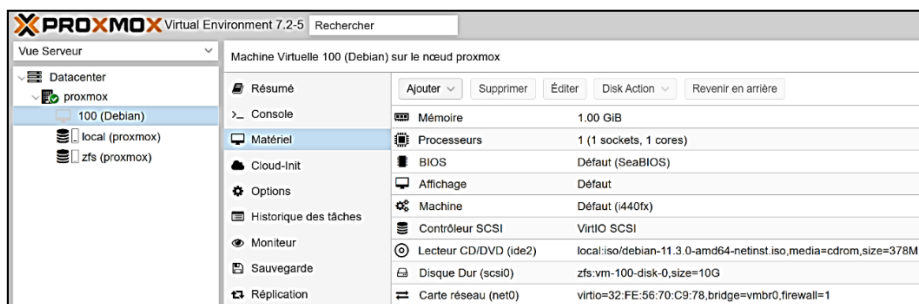 PROXMOX Virtual Environment 7.2-5 Rechercher
Vue Serveur
Datacenter
proxmox
100 (Debian)
local (proxmox)
zfs (proxmox)
Machine Virtuelle 100 (Debian) sur le nœud proxmox
Résumé
Console
Matériel
Cloud-Init
Options
Historique des tâches
Moniteur
Sauvegarde
Réplication
Ajouter Supprimer Éditer Disk Action Revenir en arrière
Mémoire 1.00 GiB
Processeurs 1 (1 sockets, 1 cores)
BIOS Défaut (SeaBIOS)
Affichage Défaut
Machine Défaut (i440fx)
Contrôleur SCSI VirtIO SCSI
Lecteur CD/DVD (ide2) local:iso/debian-11.3.0-amd64-netinst.iso,media=cdrom,size=378M
Disque Dur (scsi0) zfs:vm-100-disk-0,size=10G
Carte réseau (net0) virtio=32:FE:56:70:C9:78,bridge=vmbr0,firewall=1